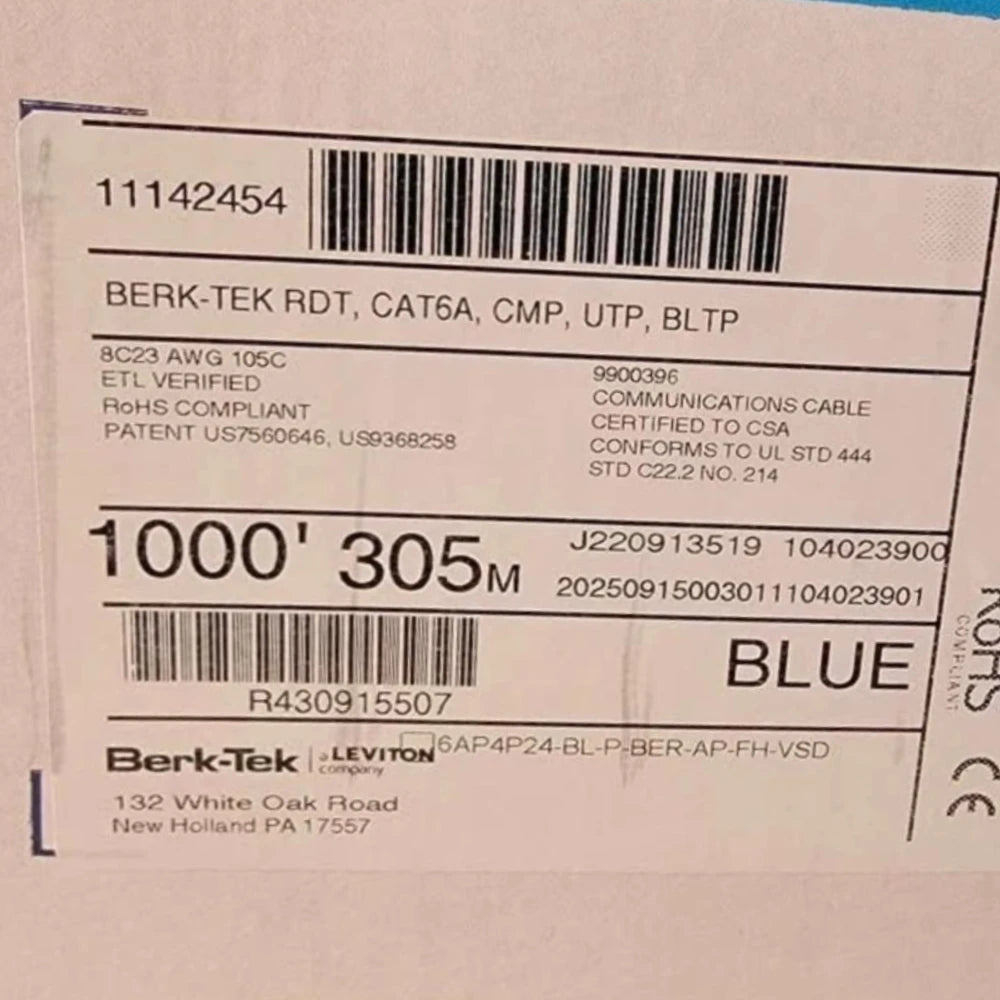 11142454
BERK-TEK RDT, CAT6A, CMP, UTP, BLTP
8C23 AWG 105C
ETL VERIFIED
RoHS COMPLIANT
PATENT US7560646, US9368258
9900396
COMMUNICATIONS CABLE
CERTIFIED TO CSA
CONFORMS TO UL STD 444
STD C22.2 NO. 214
1000' 305M
J220913519 104023900
20250915003011104023901
R430915507
BLUE
Berk-Tek a LEVITON company
6AP4P24-BL-P-BER-AP-FH-VSD
132 White Oak Road
New Holland PA 17557
RoHS
COMPLIANT
CE